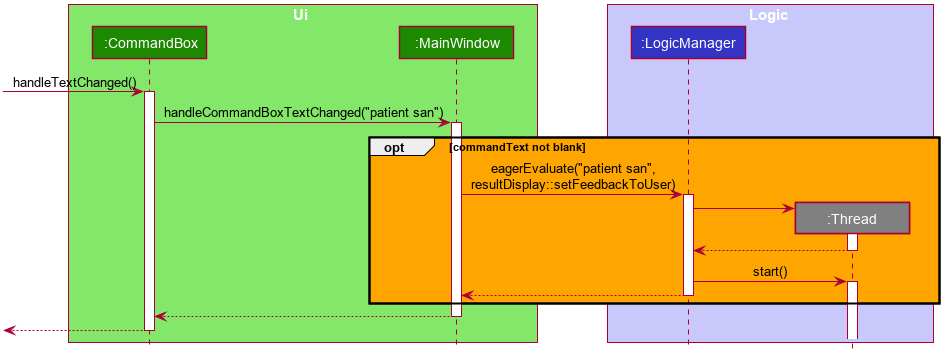 Ui
Logic
:CommandBox
:MainWindow
:LogicManager
handleTextChanged()
handleCommandBoxTextChanged("patient san")
opt
[commandText not blank]
eagerEvaluate("patient san",
resultDisplay::setFeedbackToUser)
:Thread
start()